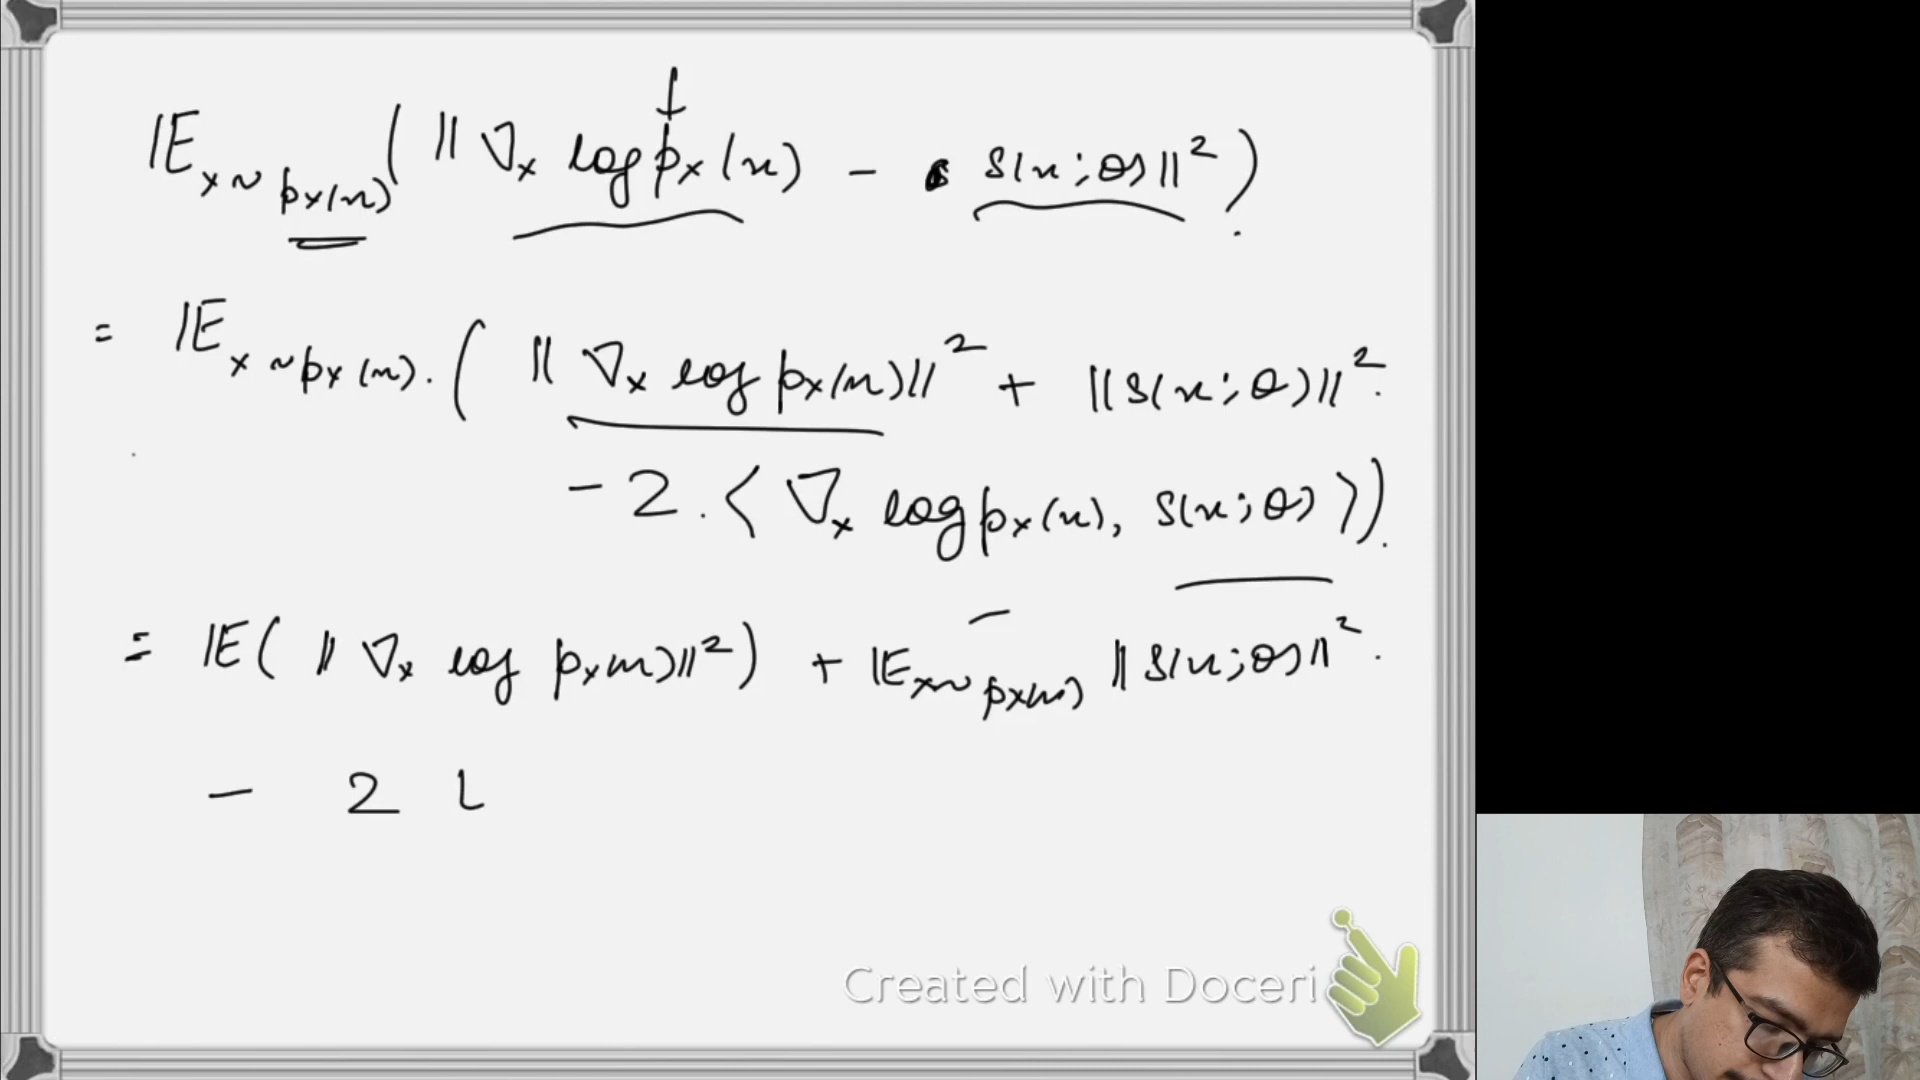 𝔼_{x∼p_X(x)} ( ‖ ∇_x log p_X(x) − s(x;θ)‖² ).
= 𝔼_{x∼p_X(x)}. ( ‖ ∇_x log p_X(x)‖² + ‖s(x;θ)‖².
− 2.⟨ ∇_x log p_X(x), s(x;θ) ⟩).
= 𝔼( ‖ ∇_x log p_X(x)‖² ) + 𝔼_{x∼p_X(x)} ‖s(x;θ)‖².
− 2 L
Created with Doceri